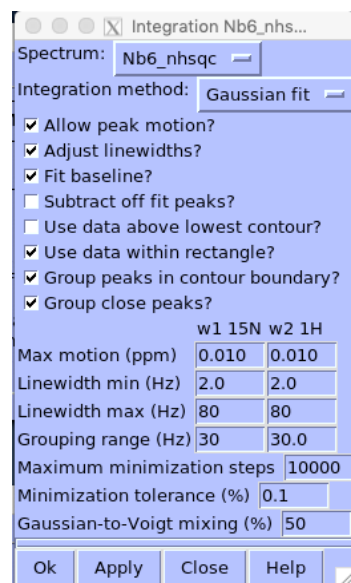 Integration Nb6_nhs...
Spectrum: Nb6_nhsqc
Integration method: Gaussian fit
Allow peak motion?
Adjust linewidths?
Fit baseline?
Subtract off fit peaks?
Use data above lowest contour?
Use data within rectangle?
Group peaks in contour boundary?
Group close peaks?
w1 15N w2 1H
Max motion (ppm) 0.010 0.010
Linewidth min (Hz) 2.0 2.0
Linewidth max (Hz) 80 80
Grouping range (Hz) 30 30.0
Maximum minimization steps 10000
Minimization tolerance (%) 0.1
Gaussian-to-Voigt mixing (%) 50
Ok Apply Close Help